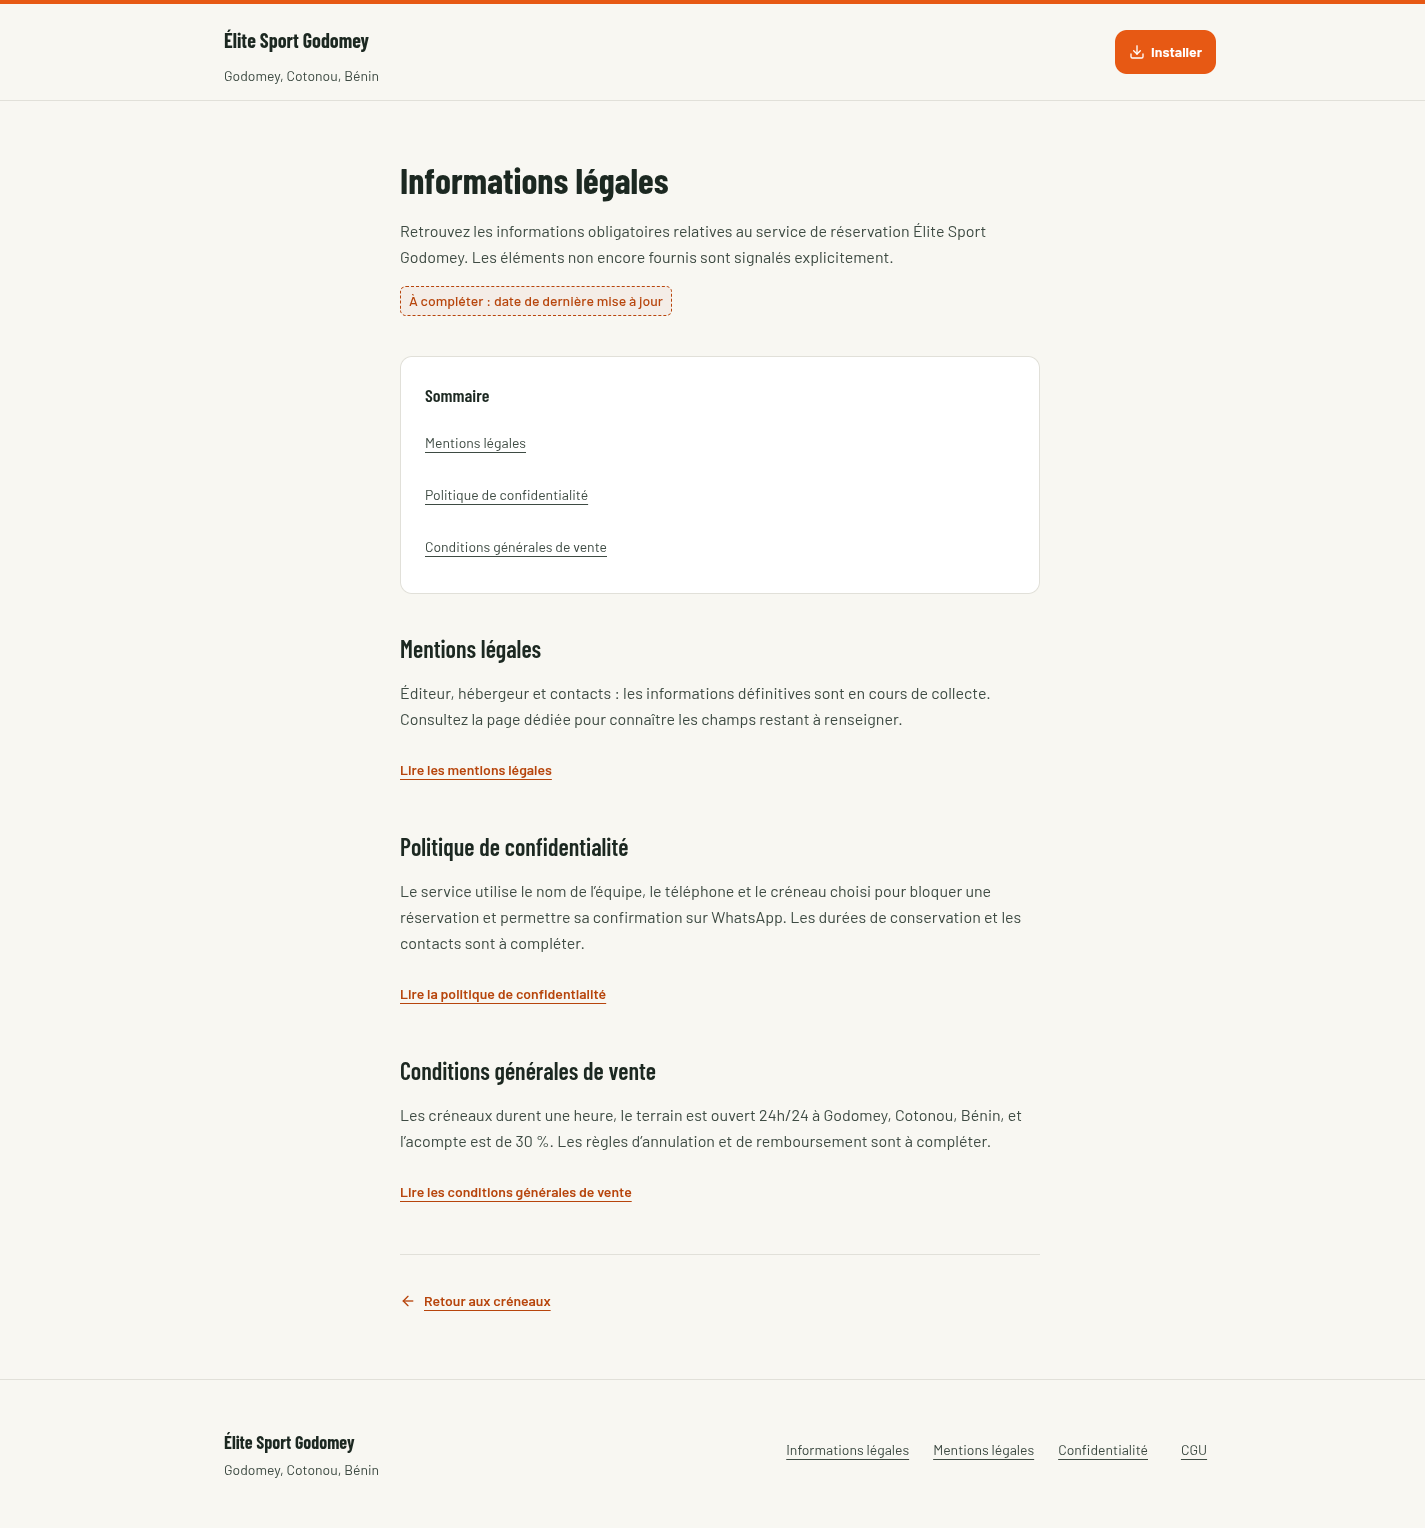 Élite Sport Godomey
Godomey, Cotonou, Bénin
Installer
Informations légales
Retrouvez les informations obligatoires relatives au service de réservation Élite Sport
Godomey. Les éléments non encore fournis sont signalés explicitement.
À compléter : date de dernière mise à jour
Sommaire
Mentions légales
Politique de confidentialité
Conditions générales de vente
Mentions légales
Éditeur, hébergeur et contacts : les informations définitives sont en cours de collecte.
Consultez la page dédiée pour connaître les champs restant à renseigner.
Lire les mentions légales
Politique de confidentialité
Le service utilise le nom de l’équipe, le téléphone et le créneau choisi pour bloquer une
réservation et permettre sa confirmation sur WhatsApp. Les durées de conservation et les
contacts sont à compléter.
Lire la politique de confidentialité
Conditions générales de vente
Les créneaux durent une heure, le terrain est ouvert 24h/24 à Godomey, Cotonou, Bénin, et
l’acompte est de 30 %. Les règles d’annulation et de remboursement sont à compléter.
Lire les conditions générales de vente
Retour aux créneaux
Élite Sport Godomey
Godomey, Cotonou, Bénin
Informations légales Mentions légales Confidentialité CGU